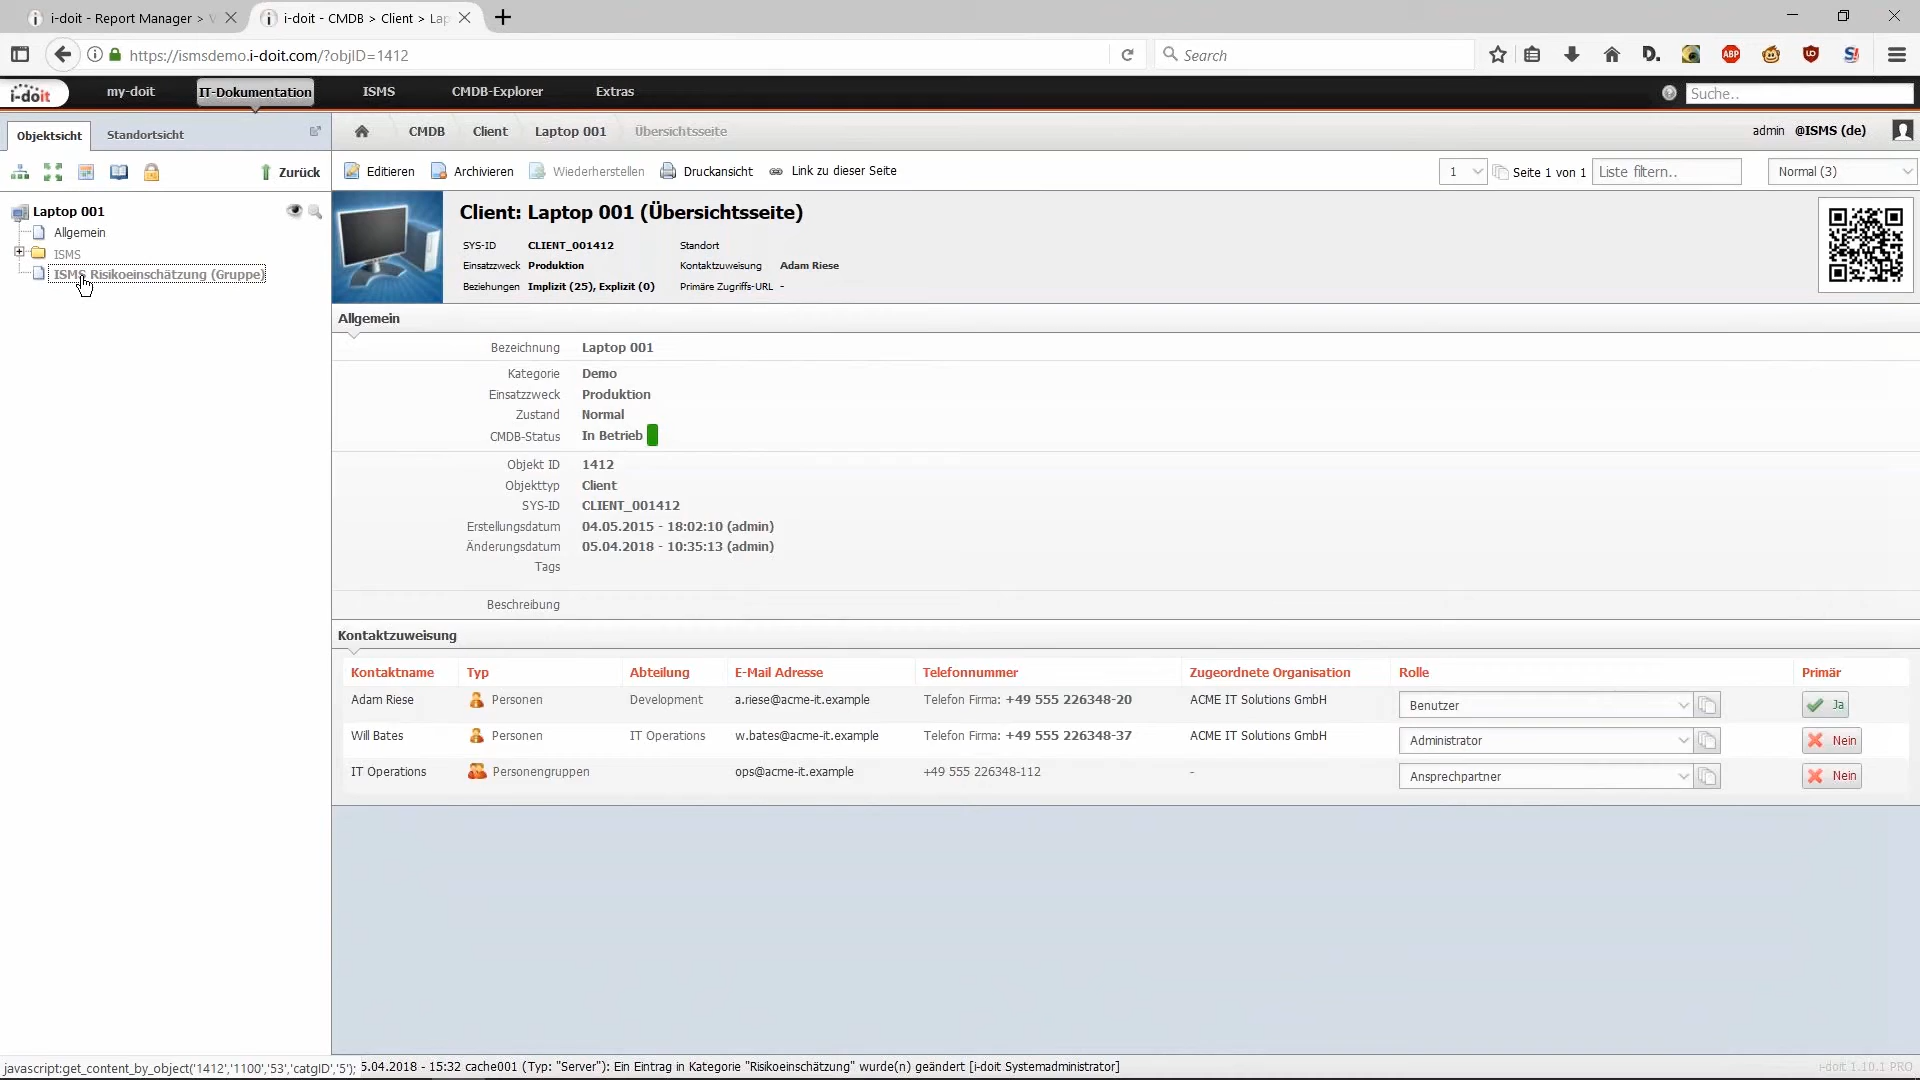 i-doit - Report Manager >
i-doit - CMDB > Client > Lap
https://ismsdemo.i-doit.com/?objID=1412
Search
D.
ABP
i-doit
my-doit
IT-Dokumentation
ISMS
CMDB-Explorer
Extras
Suche..
Objektsicht
Standortsicht
CMDB
Client
Laptop 001
Übersichtsseite
admin @ISMS (de)
Zurück
Editieren
Archivieren
Wiederherstellen
Druckansicht
Link zu dieser Seite
1
Seite 1 von 1
Liste filtern..
Normal (3)
Laptop 001
Allgemein
ISMS
ISMS Risikoeinschätzung (Gruppe)
Client: Laptop 001 (Übersichtsseite)
SYS-ID CLIENT_001412 Standort
Einsatzzweck Produktion Kontaktzuweisung Adam Riese
Beziehungen Implizit (25), Explizit (0) Primäre Zugriffs-URL -
Allgemein
Bezeichnung Laptop 001
Kategorie Demo
Einsatzzweck Produktion
Zustand Normal
CMDB-Status In Betrieb
Objekt ID 1412
Objekttyp Client
SYS-ID CLIENT_001412
Erstellungsdatum 04.05.2015 - 18:02:10 (admin)
Änderungsdatum 05.04.2018 - 10:35:13 (admin)
Tags
Beschreibung
Kontaktzuweisung
Kontaktname Typ Abteilung E-Mail Adresse Telefonnummer Zugeordnete Organisation Rolle Primär
Adam Riese Personen Development a.riese@acme-it.example Telefon Firma: +49 555 226348-20 ACME IT Solutions GmbH Benutzer Ja
Will Bates Personen IT Operations w.bates@acme-it.example Telefon Firma: +49 555 226348-37 ACME IT Solutions GmbH Administrator Nein
IT Operations Personengruppen ops@acme-it.example +49 555 226348-112 - Ansprechpartner Nein
javascript:get_content_by_object('1412','1100','53','catgID','5');
5.04.2018 - 15:32 cache001 (Typ: "Server"): Ein Eintrag in Kategorie "Risikoeinschätzung" wurde(n) geändert [i-doit Systemadministrator]
i-doit 1.10.1 PRO